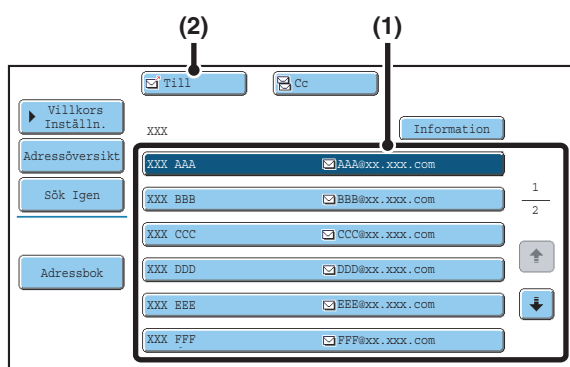 (2) (1)
Till Cc
Villkors
Inställn.
XXX Information
Adressöversikt
XXX AAA AAA@xx.xxx.com
Sök Igen
XXX BBB BBB@xx.xxx.com
1
2
XXX CCC CCC@xx.xxx.com
Adressbok
XXX DDD DDD@xx.xxx.com
XXX EEE EEE@xx.xxx.com
XXX FFF FFF@xx.xxx.com